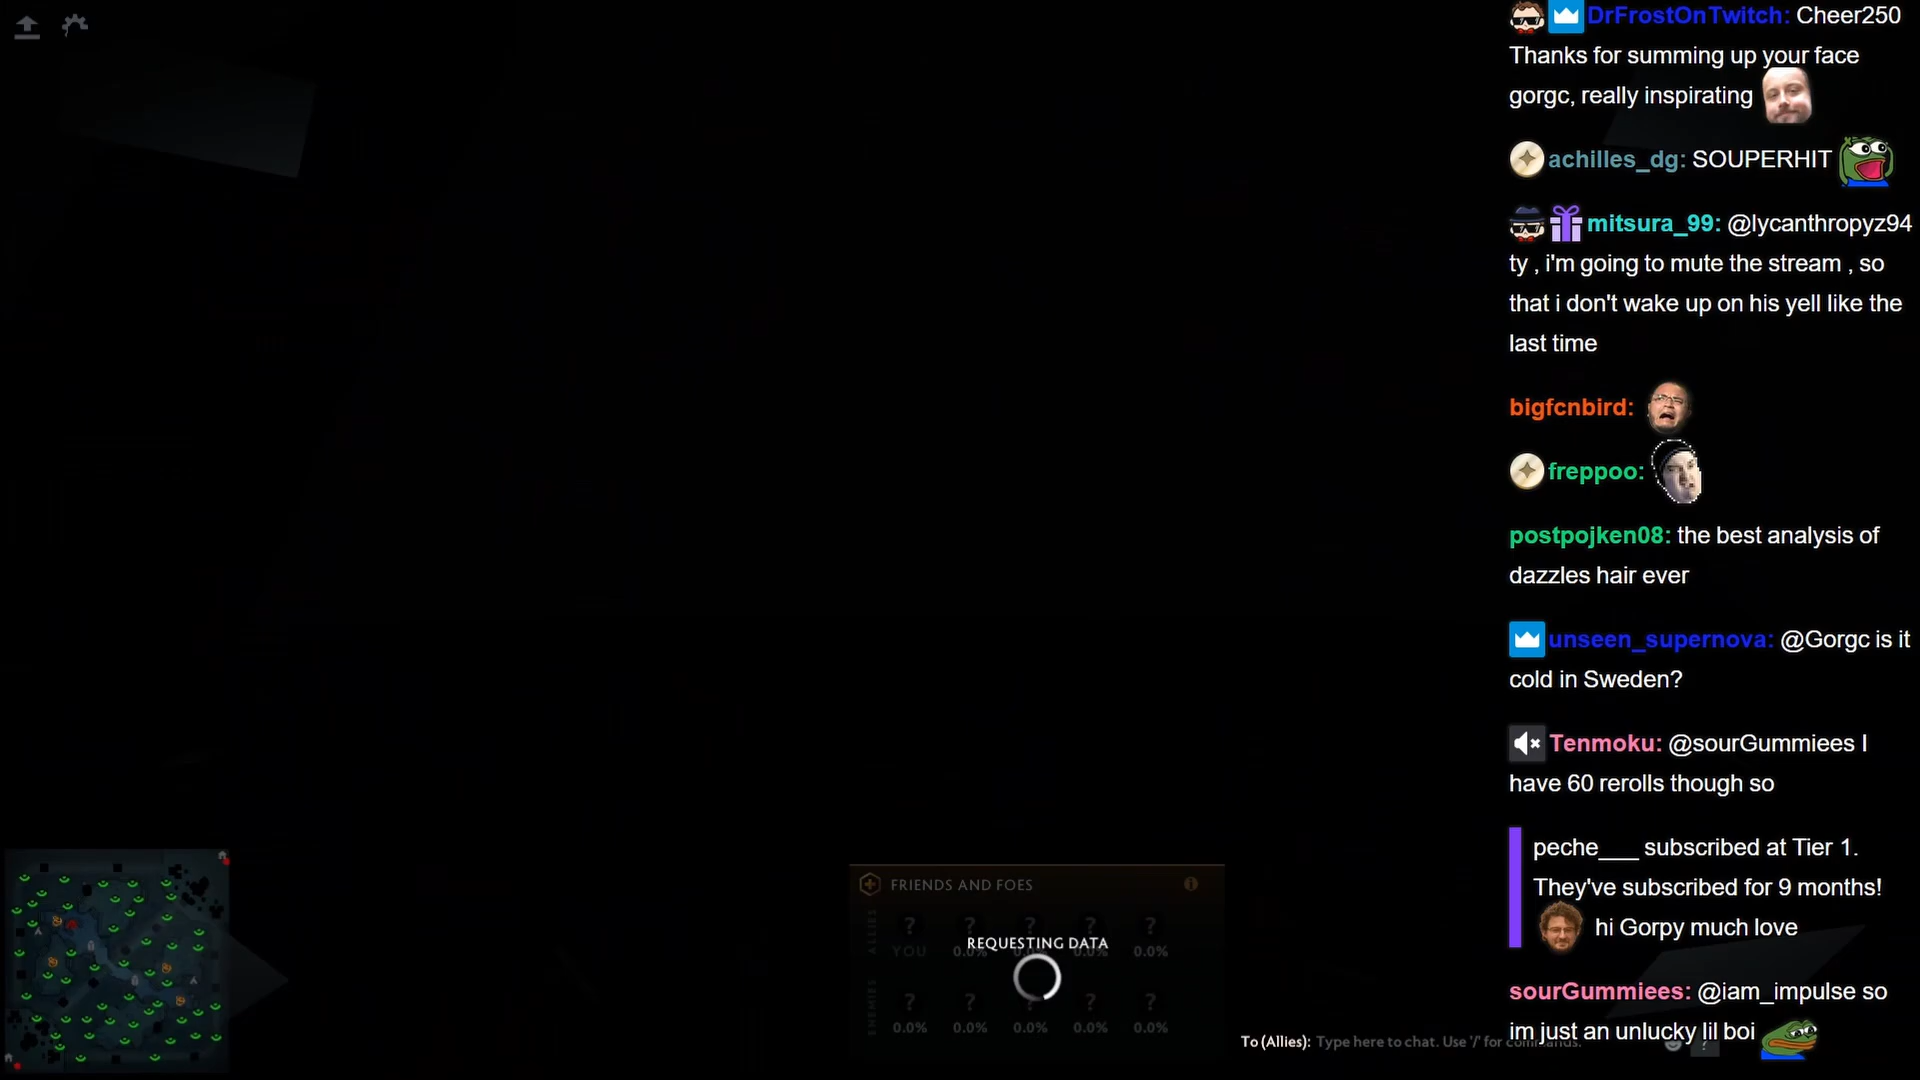 DrFrostOnTwitch: Cheer250
Thanks for summing up your face
gorgc, really inspirating
achilles_dg: SOUPERHIT
mitsura_99: @lycanthropyz94
ty , i'm going to mute the stream , so
that i don't wake up on his yell like the
last time
bigfcnbird:
freppoo:
postpojken08: the best analysis of
dazzles hair ever
unseen_supernova: @Gorgc is it
cold in Sweden?
Tenmoku: @sourGummiees I
have 60 rerolls though so
peche___ subscribed at Tier 1.
They've subscribed for 9 months!
hi Gorpy much love
sourGummiees: @iam_impulse so
im just an unlucky lil boi
FRIENDS AND FOES
ALLIES
? ? ? ? ?
REQUESTING DATA
YOU 0.0% 0.0% 0.0% 0.0%
ENEMIES
? ? ? ? ?
0.0% 0.0% 0.0% 0.0% 0.0%
To (Allies): Type here to chat. Use '/' for commands.
?